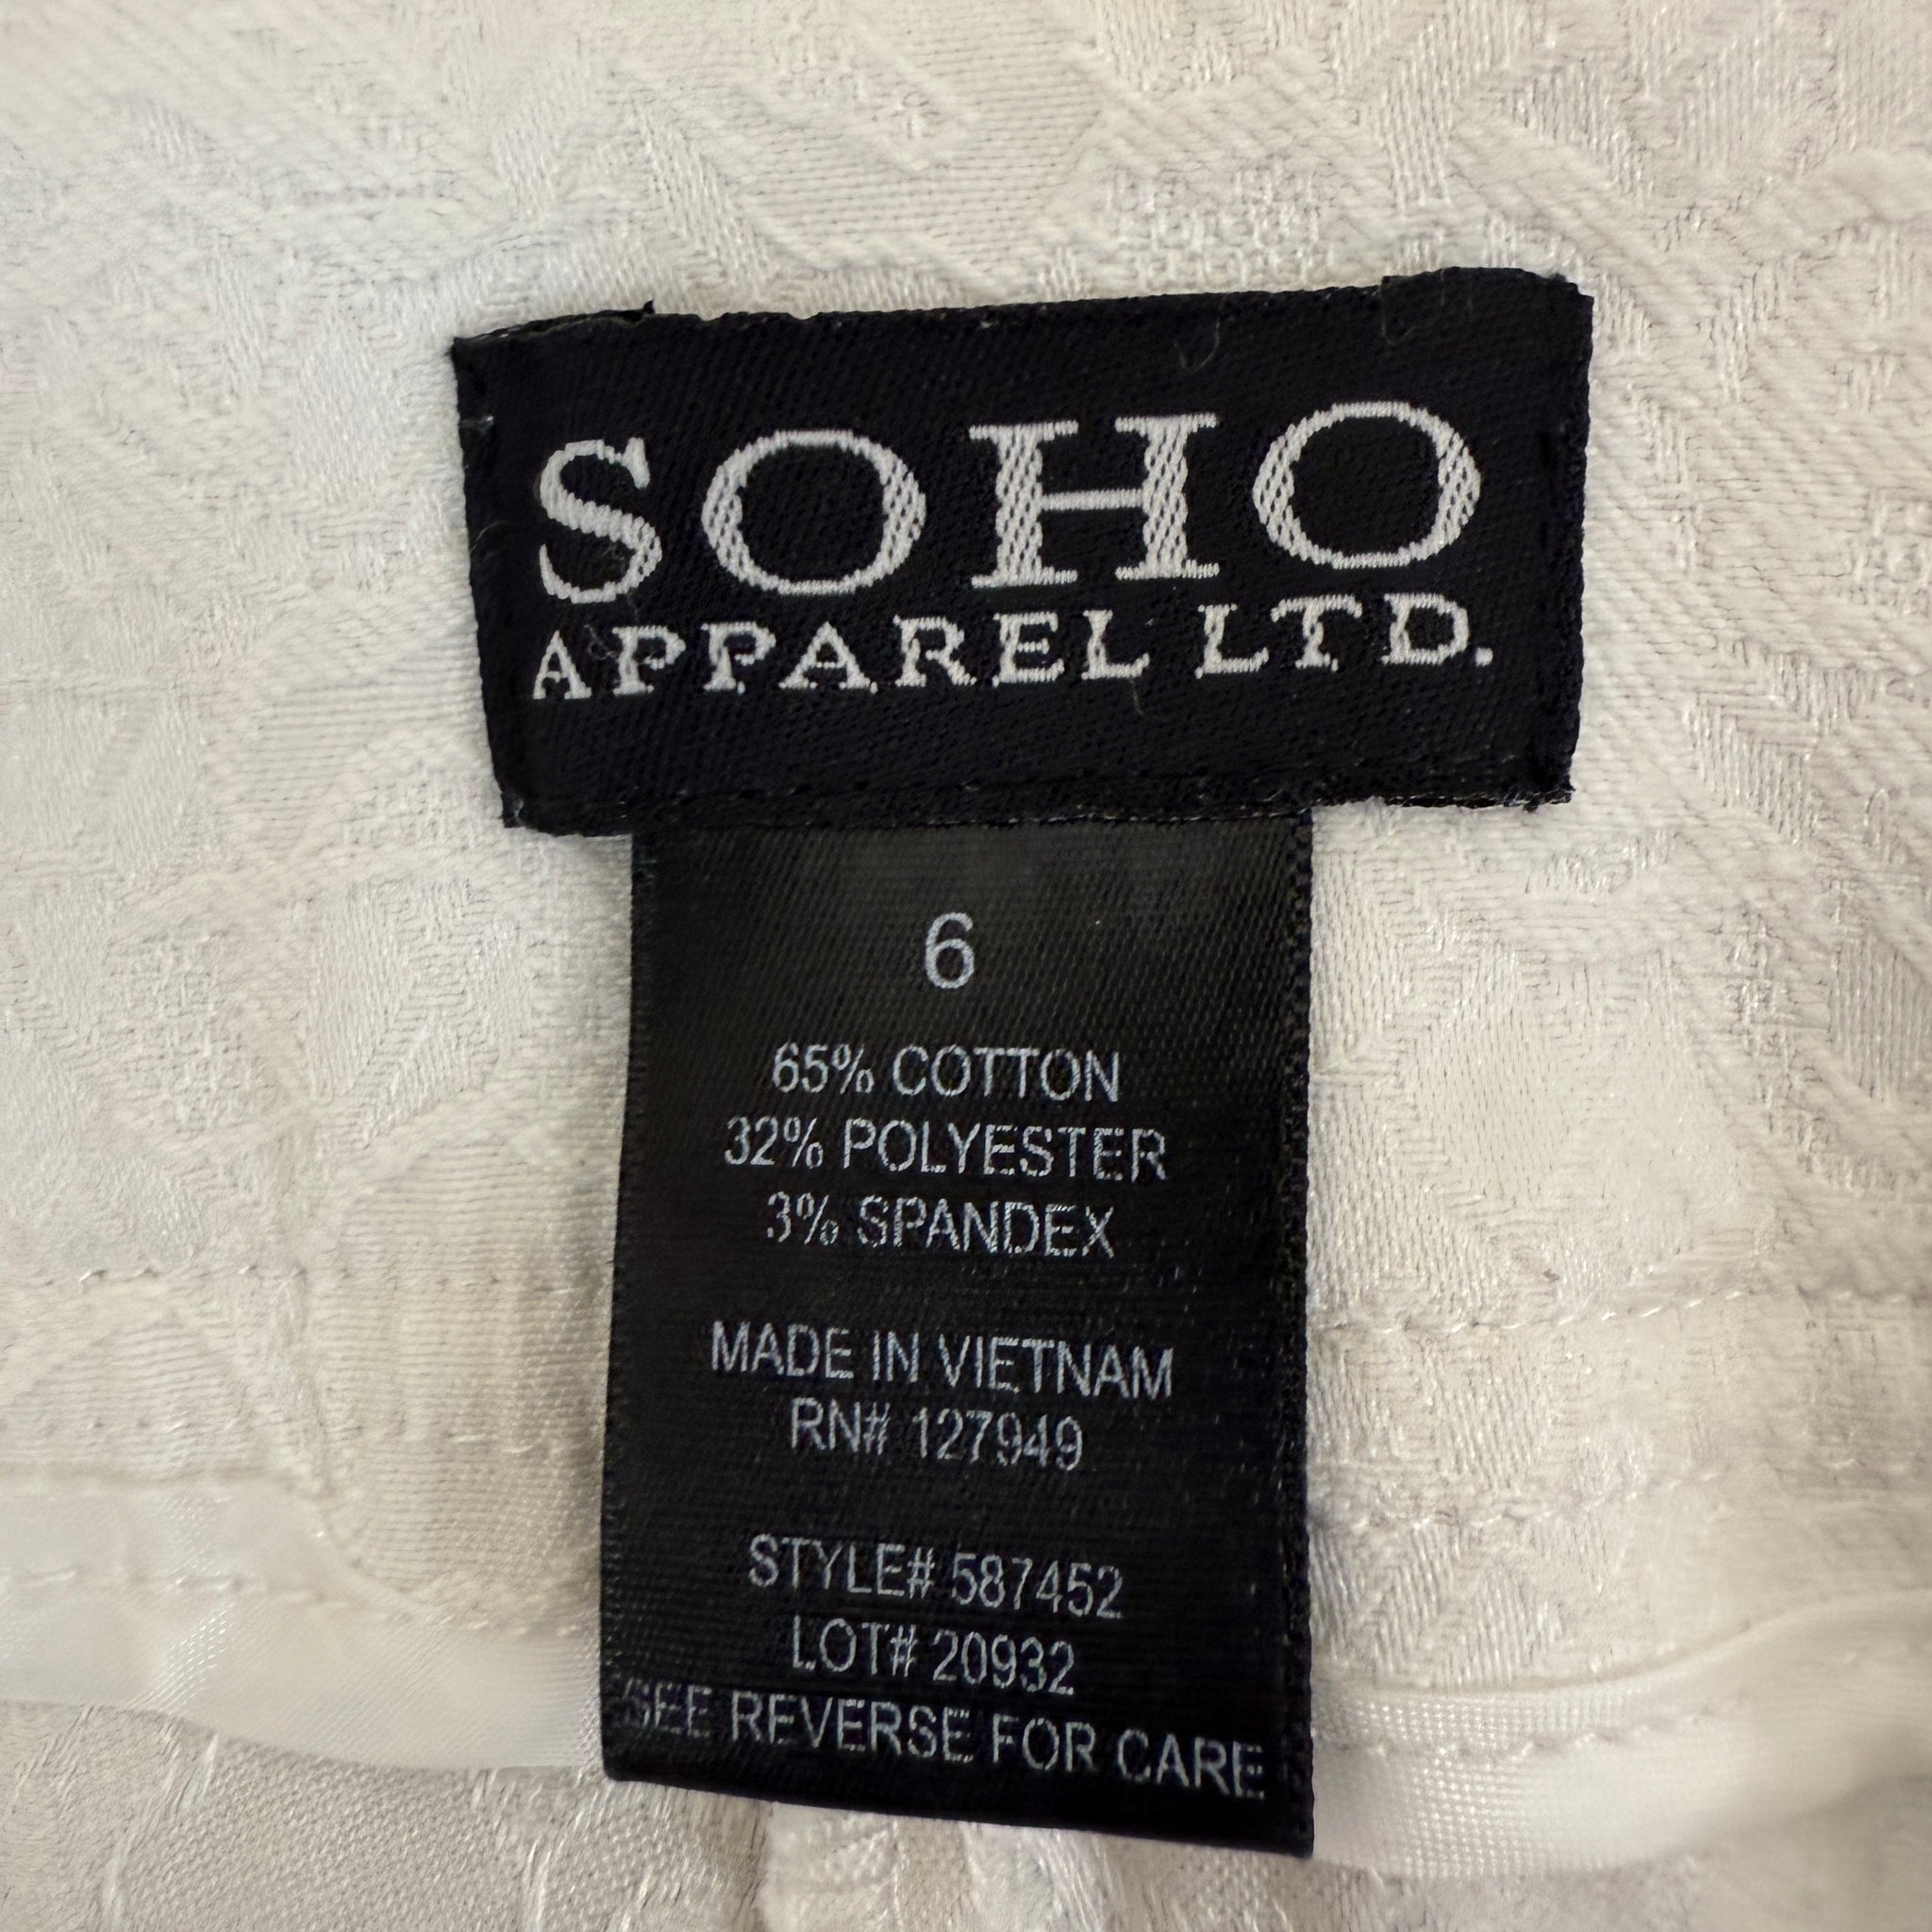 SOHO
APPAREL LTD.
6
65% COTTON
32% POLYESTER
3% SPANDEX
MADE IN VIETNAM
RN# 127949
STYLE# 587452
LOT# 20932
SEE REVERSE FOR CARE